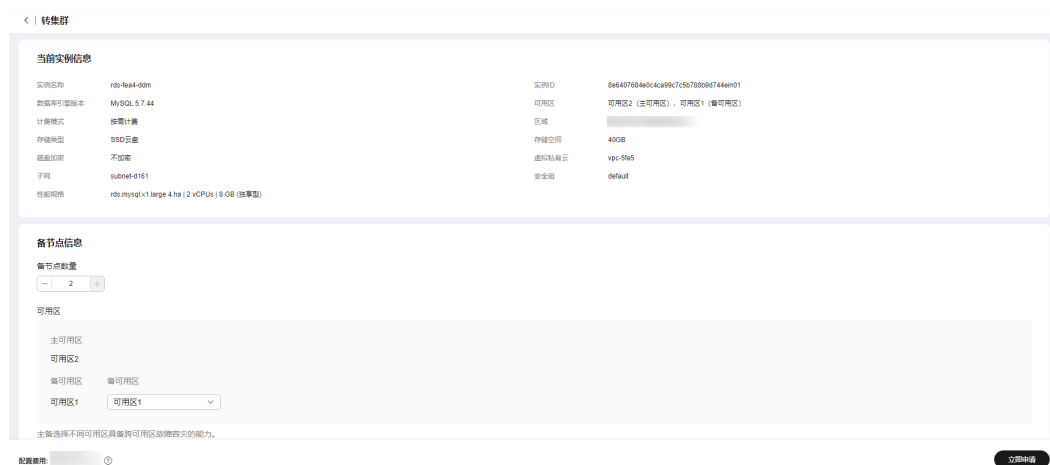 转集群
当前实例信息
实例名称 rds-fea4-ddm 实例ID 8e6407684e0c4ca99c7c5b788b9d744ein01
数据库引擎版本 MySQL 5.7.44 可用区 可用区2（主可用区），可用区1（备可用区）
计费模式 按需计费 区域
存储类型 SSD云盘 存储空间 40GB
磁盘加密 不加密 虚拟私有云 vpc-5fe5
子网 subnet-d161 安全组 default
性能规格 rds.mysql.x1.large.4.ha | 2 vCPUs | 8 GB (独享型)
备节点信息
备节点数量
− 2 +
可用区
主可用区
可用区2
备可用区 备可用区
可用区1 可用区1
主备选择不同可用区具备跨可用区故障容灾的能力。
配置费用: 立即申请